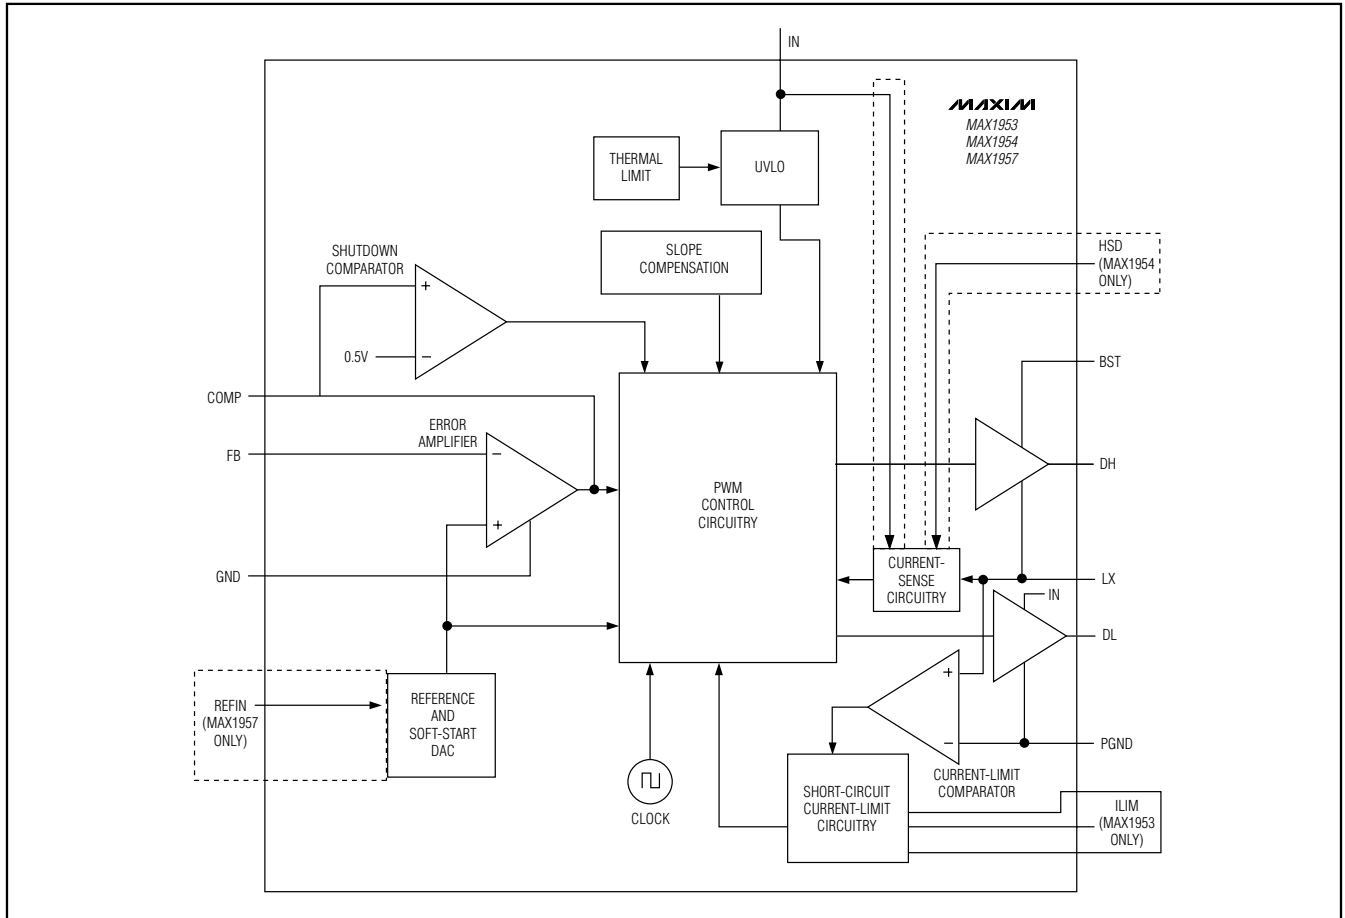 IN
MAXIM
MAX1953
MAX1954
MAX1957
THERMAL
LIMIT
UVLO
SLOPE
COMPENSATION
SHUTDOWN
COMPARATOR
+
0.5V
−
HSD
(MAX1954
ONLY)
BST
COMP
ERROR
AMPLIFIER
FB
−
+
PWM
CONTROL
CIRCUITRY
DH
GND
CURRENT-
SENSE
CIRCUITRY
LX
IN
DL
REFIN
(MAX1957
ONLY)
REFERENCE
AND
SOFT-START
DAC
+
−
PGND
CURRENT-LIMIT
COMPARATOR
CLOCK
SHORT-CIRCUIT
CURRENT-LIMIT
CIRCUITRY
ILIM
(MAX1953
ONLY)